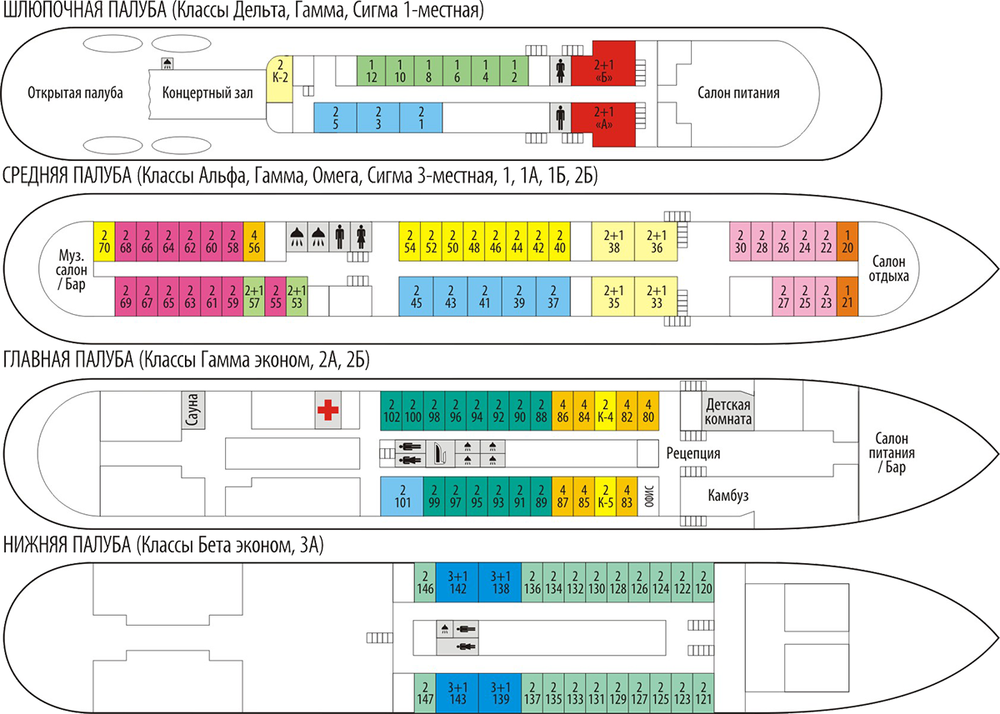 ШЛЮПОЧНАЯ ПАЛУБА (Классы Дельта, Гамма, Сигма 1-местная)
2 1 1 1 1 1 1 2+1
К-2 12 10 8 6 4 2 «Б»
Открытая палуба Концертный зал Салон питания
2 2 2 2+1
5 3 1 «А»
СРЕДНЯЯ ПАЛУБА (Классы Альфа, Гамма, Омега, Сигма 3-местная, 1, 1А, 1Б, 2Б)
2 2 2 2 2 2 2 4 2 2 2 2 2 2 2 2 2+1 2+1 2 2 2 2 2 1
70 68 66 64 62 60 58 56 54 52 50 48 46 44 42 40 38 36 30 28 26 24 22 20
Муз.
салон
/ Бар
Салон
отдыха
2 2 2 2 2 2 2+1 2 2+1 2 2 2 2 2 2+1 2+1 2 2 2 1
69 67 65 63 61 59 57 55 53 45 43 41 39 37 35 33 27 25 23 21
ГЛАВНАЯ ПАЛУБА (Классы Гамма эконом, 2А, 2Б)
Сауна
2 2 2 2 2 2 2 2 4 4 2 4 4
102 100 98 96 94 92 90 88 86 84 К-4 82 80
Детская
комната
Рецепция
Салон
питания
/ Бар
2 2 2 2 2 2 2 4 4 2 4
101 99 97 95 93 91 89 87 85 К-5 83
ОФИС
Камбуз
НИЖНЯЯ ПАЛУБА (Классы Бета эконом, 3А)
2 3+1 3+1 2 2 2 2 2 2 2 2 2
146 142 138 136 134 132 130 128 126 124 122 120
2 3+1 3+1 2 2 2 2 2 2 2 2 2
147 143 139 137 135 133 131 129 127 125 123 121